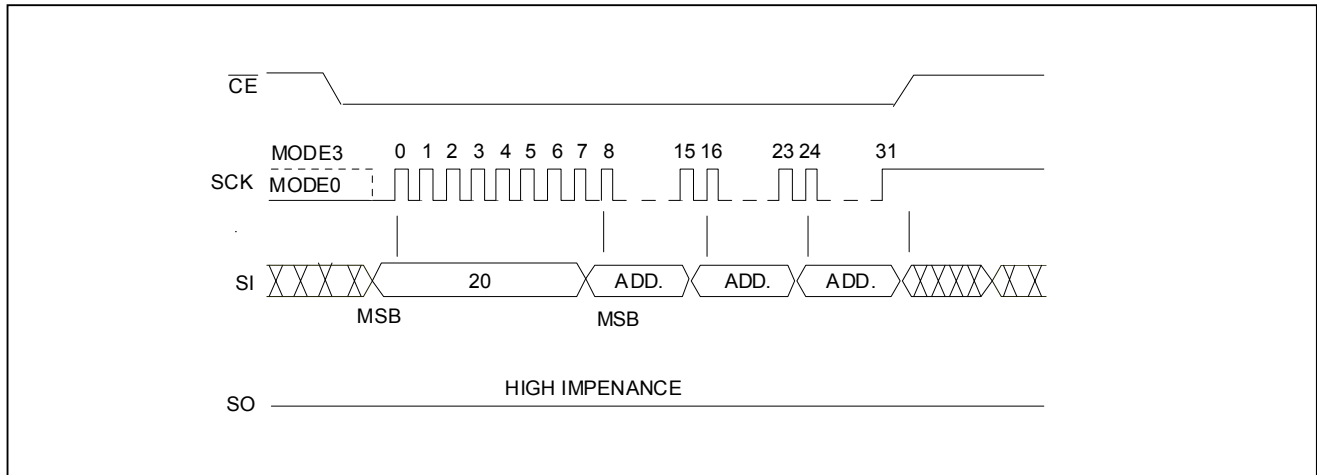 CE
MODE3 0 1 2 3 4 5 6 7 8 15 16 23 24 31
SCK MODE0
SI 20 ADD. ADD. ADD.
MSB MSB
HIGH IMPENANCE
SO